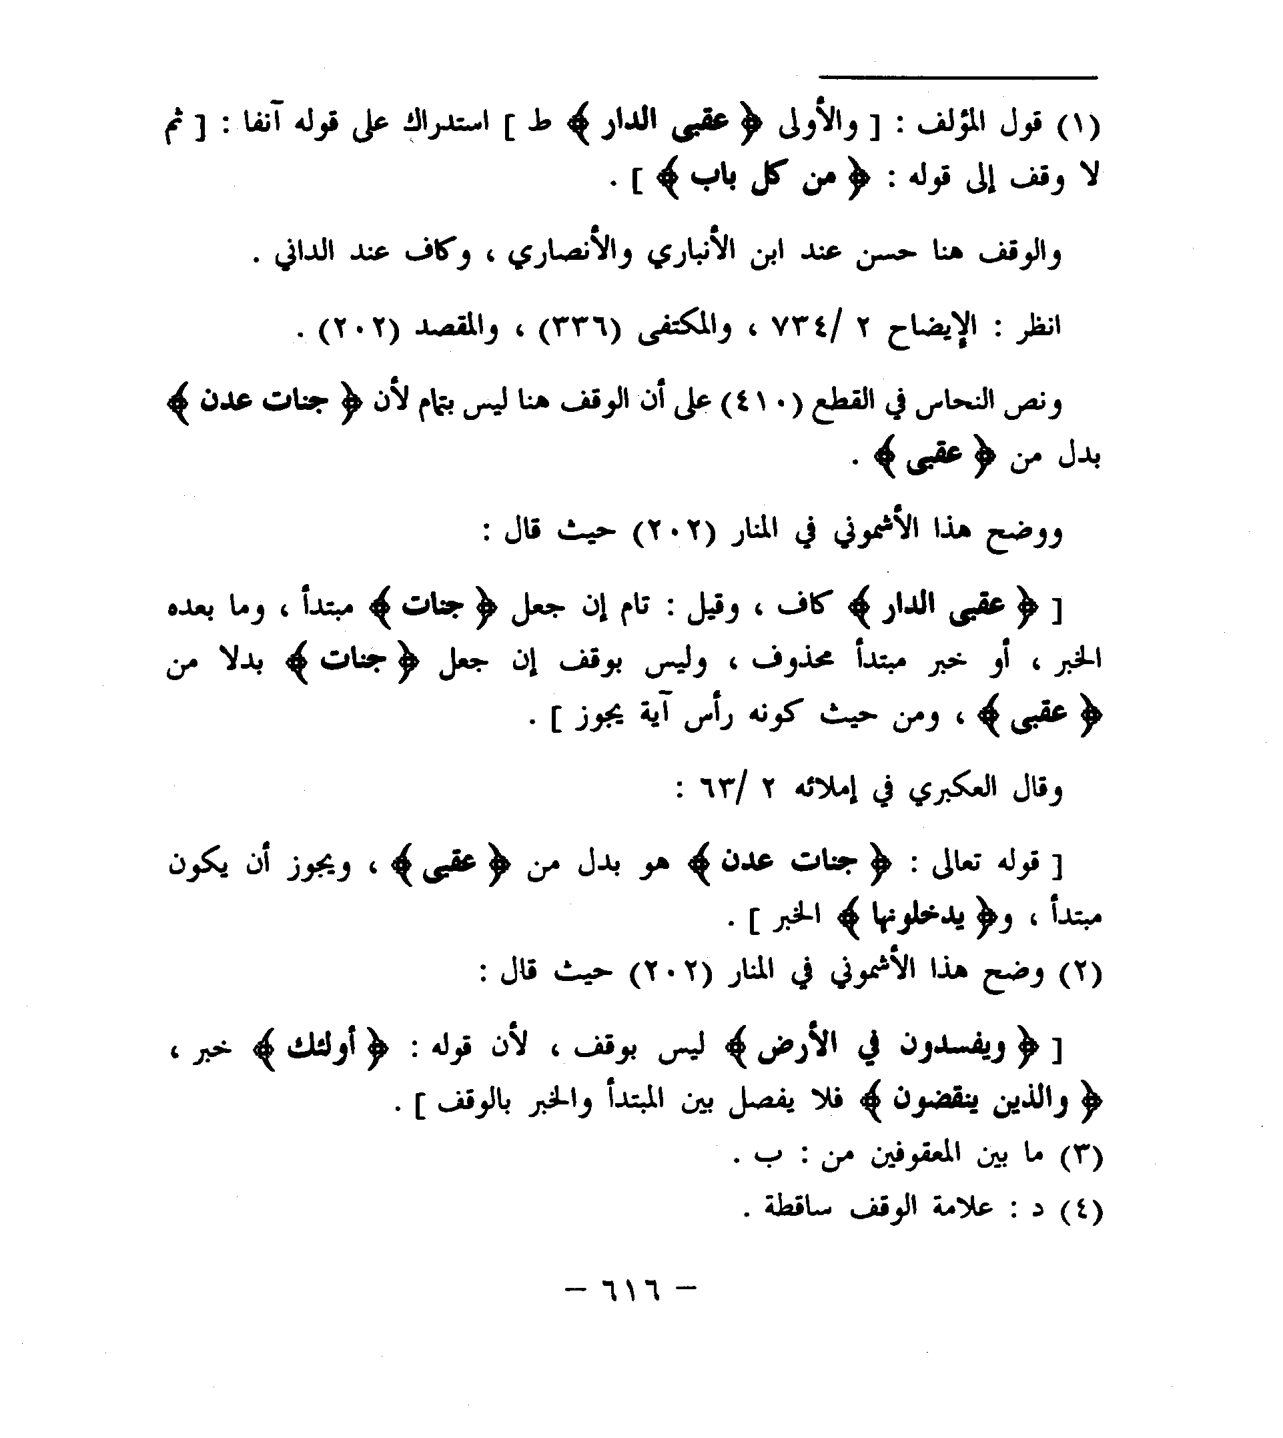 (١) قول المؤلف : [ والأولى ﴿ عقبى الدار ﴾ ط ] استدراك على قوله آنفا : [ ثم
لا وقف إلى قوله : ﴿ من كل باب ﴾ ] .
والوقف هنا حسن عند ابن الأنباري والأنصاري ، وكاف عند الداني .
انظر : الإيضاح ٢ /٧٣٤ ، والمكتفى (٣٣٦) ، والمقصد (٢٠٢) .
ونص النحاس في القطع (٤١٠) على أن الوقف هنا ليس بتمام لأن ﴿ جنات عدن ﴾
بدل من ﴿ عقبى ﴾ .
ووضح هذا الأشموني في المنار (٢٠٢) حيث قال :
[ ﴿ عقبى الدار ﴾ كاف ، وقيل : تام إن جعل ﴿ جنات ﴾ مبتدأ ، وما بعده
الخبر ، أو خبر مبتدأ محذوف ، وليس بوقف إن جعل ﴿ جنات ﴾ بدلا من
﴿ عقبى ﴾ ، ومن حيث كونه رأس آية يجوز ] .
وقال العكبري في إملائه ٢ /٦٣ :
[ قوله تعالى : ﴿ جنات عدن ﴾ هو بدل من ﴿ عقبى ﴾ ، ويجوز أن يكون
مبتدأ ، و﴿ يدخلونها ﴾ الخبر ] .
(٢) وضح هذا الأشموني في المنار (٢٠٢) حيث قال :
[ ﴿ ويفسدون في الأرض ﴾ ليس بوقف ، لأن قوله : ﴿ أولئك ﴾ خبر ،
﴿ والذين ينقضون ﴾ فلا يفصل بين المبتدأ والخبر بالوقف ] .
(٣) ما بين المعقوفين من : ب .
(٤) د : علامة الوقف ساقطة .
– ٦١٦ –